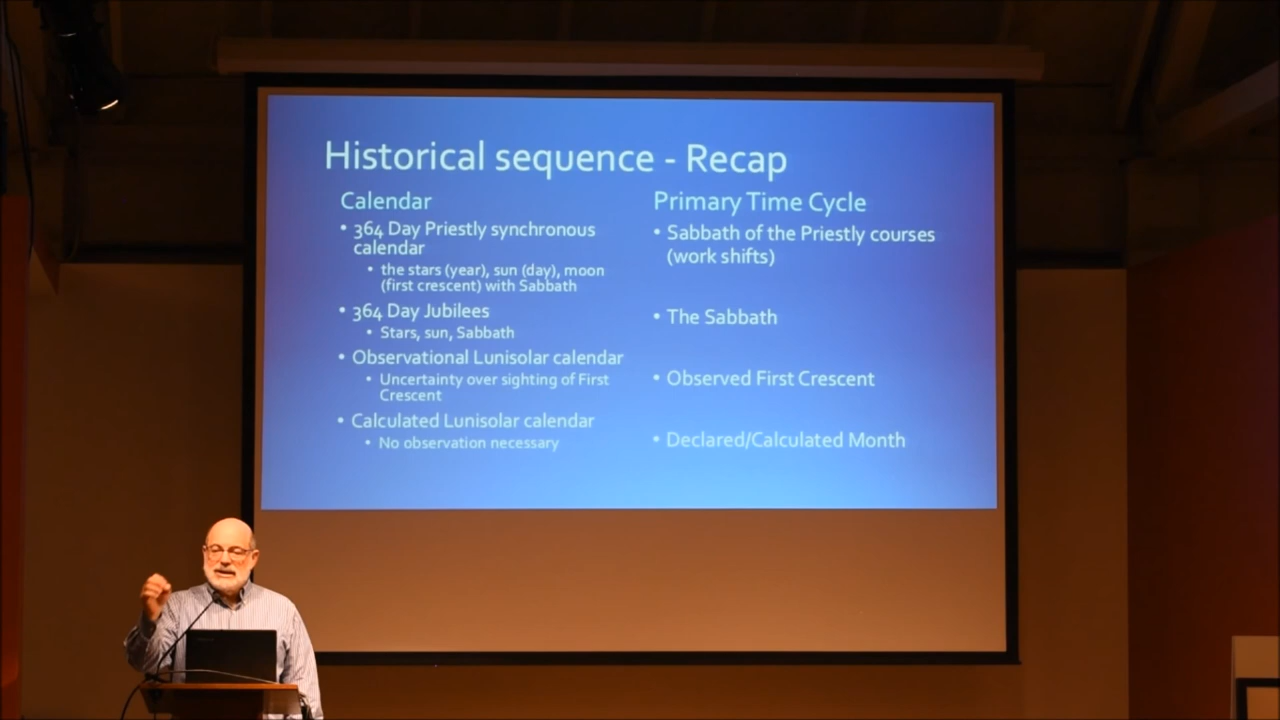 Historical sequence - Recap
Calendar
• 364 Day Priestly synchronous
calendar
• the stars (year), sun (day), moon
(first crescent) with Sabbath
• 364 Day Jubilees
• Stars, sun, Sabbath
• Observational Lunisolar calendar
• Uncertainty over sighting of First
Crescent
• Calculated Lunisolar calendar
• No observation necessary
Primary Time Cycle
• Sabbath of the Priestly courses
(work shifts)
• The Sabbath
• Observed First Crescent
• Declared/Calculated Month